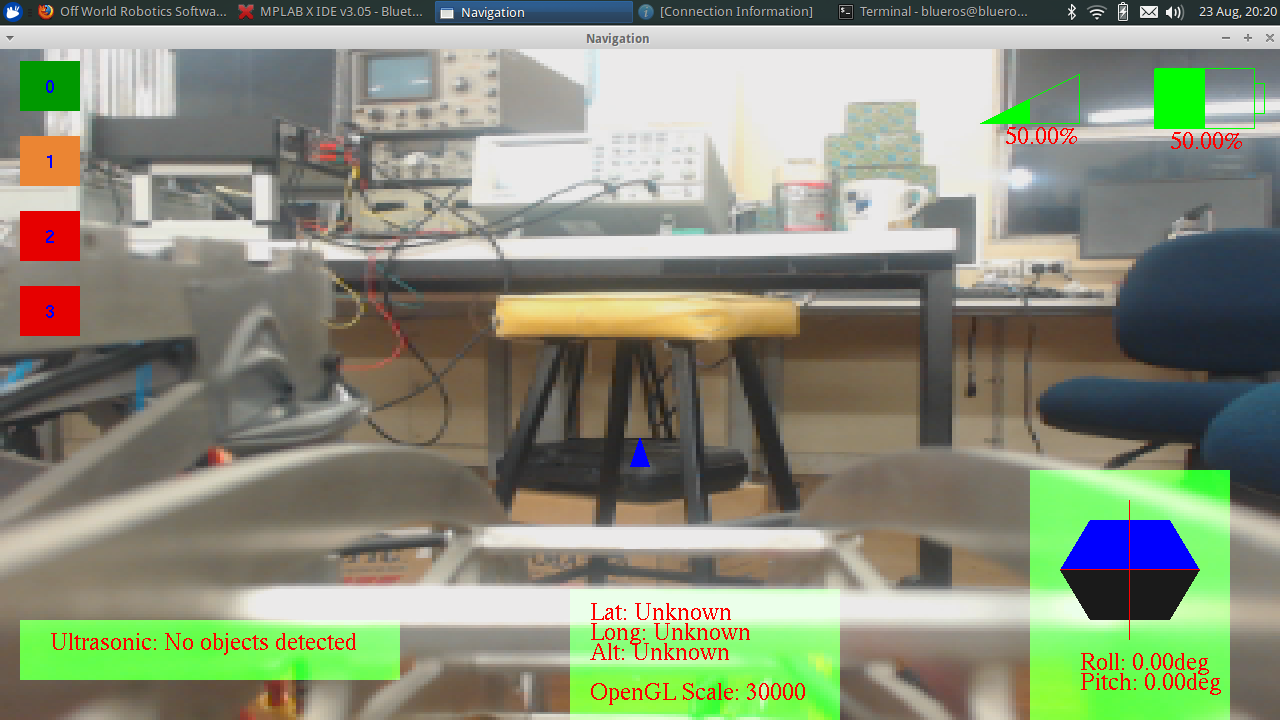 Off World Robotics Softwa...
MPLAB X IDE v3.05 - Bluet...
Navigation
[Connection Information]
Terminal - blueros@bluero...
23 Aug, 20:20
Navigation
0
1
2
3
50.00%
50.00%
Ultrasonic: No objects detected
Lat: Unknown
Long: Unknown
Alt: Unknown
OpenGL Scale: 30000
Roll: 0.00deg
Pitch: 0.00deg